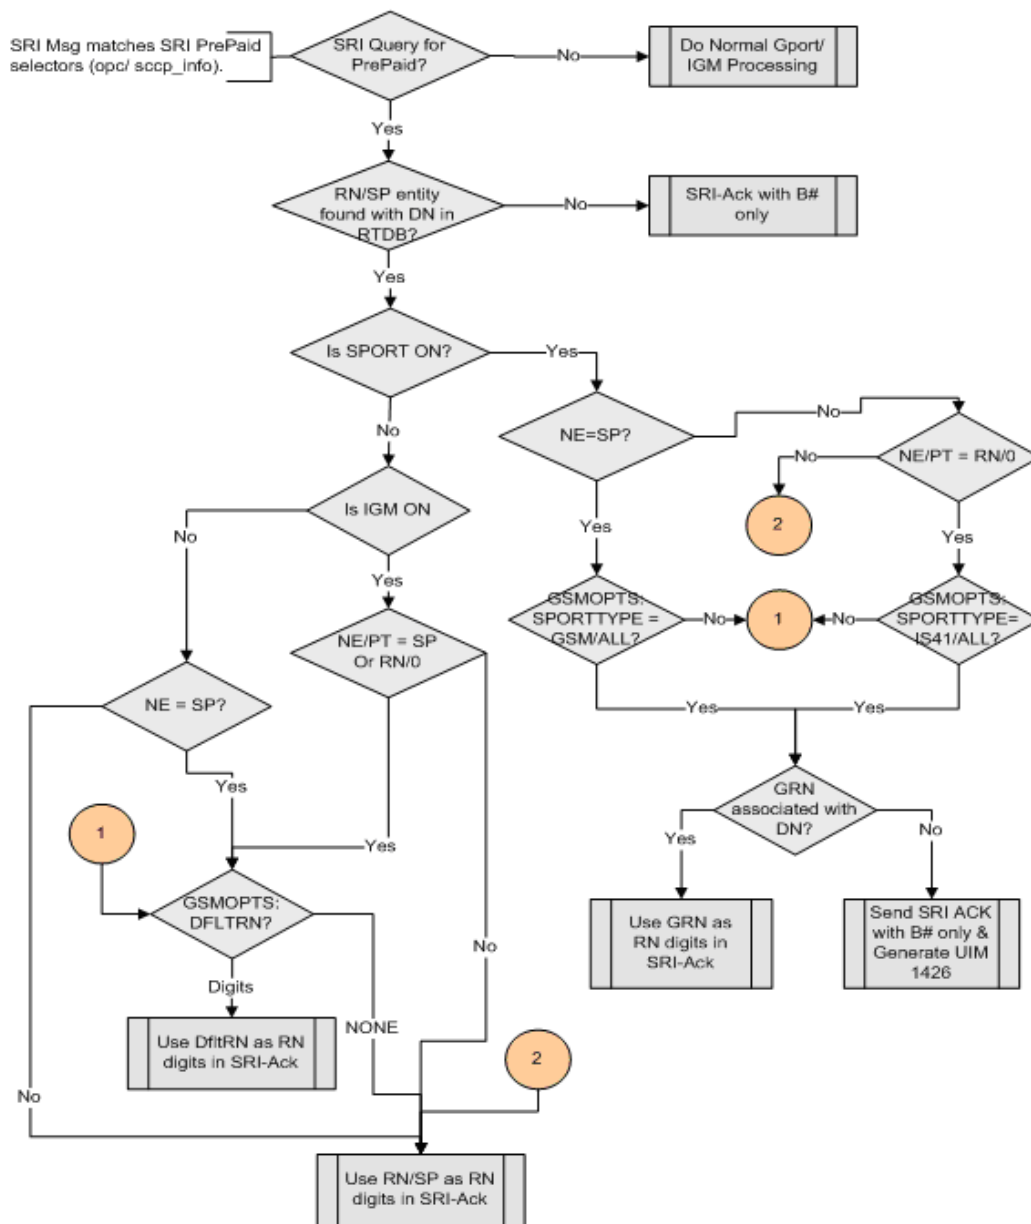 SRI Msg matches SRI PrePaid
selectors (opc/ sccp_info).
SRI Query for
PrePaid?
No
Do Normal Gport/
IGM Processing
Yes
RN/SP entity
found with DN in
RTDB?
No
SRI-Ack with B#
only
Yes
Is SPORT ON?
Yes
No
NE=SP?
No
NE/PT = RN/0
No
2
Yes
Yes
Is IGM ON
No
Yes
GSMOPTS:
SPORTTYPE =
GSM/ALL?
No
1
No
GSMOPTS:
SPORTTYPE=
IS41/ALL?
NE/PT = SP
Or RN/0
NE = SP?
Yes
Yes
Yes
GRN
associated with
DN?
Yes
No
1
Yes
GSMOPTS:
DFLTRN?
No
Digits
NONE
Use GRN as
RN digits in
SRI-Ack
Send SRI ACK
with B# only &
Generate UIM
1426
Use DfltRN as RN
digits in SRI-Ack
2
No
Use RN/SP as RN
digits in SRI-Ack